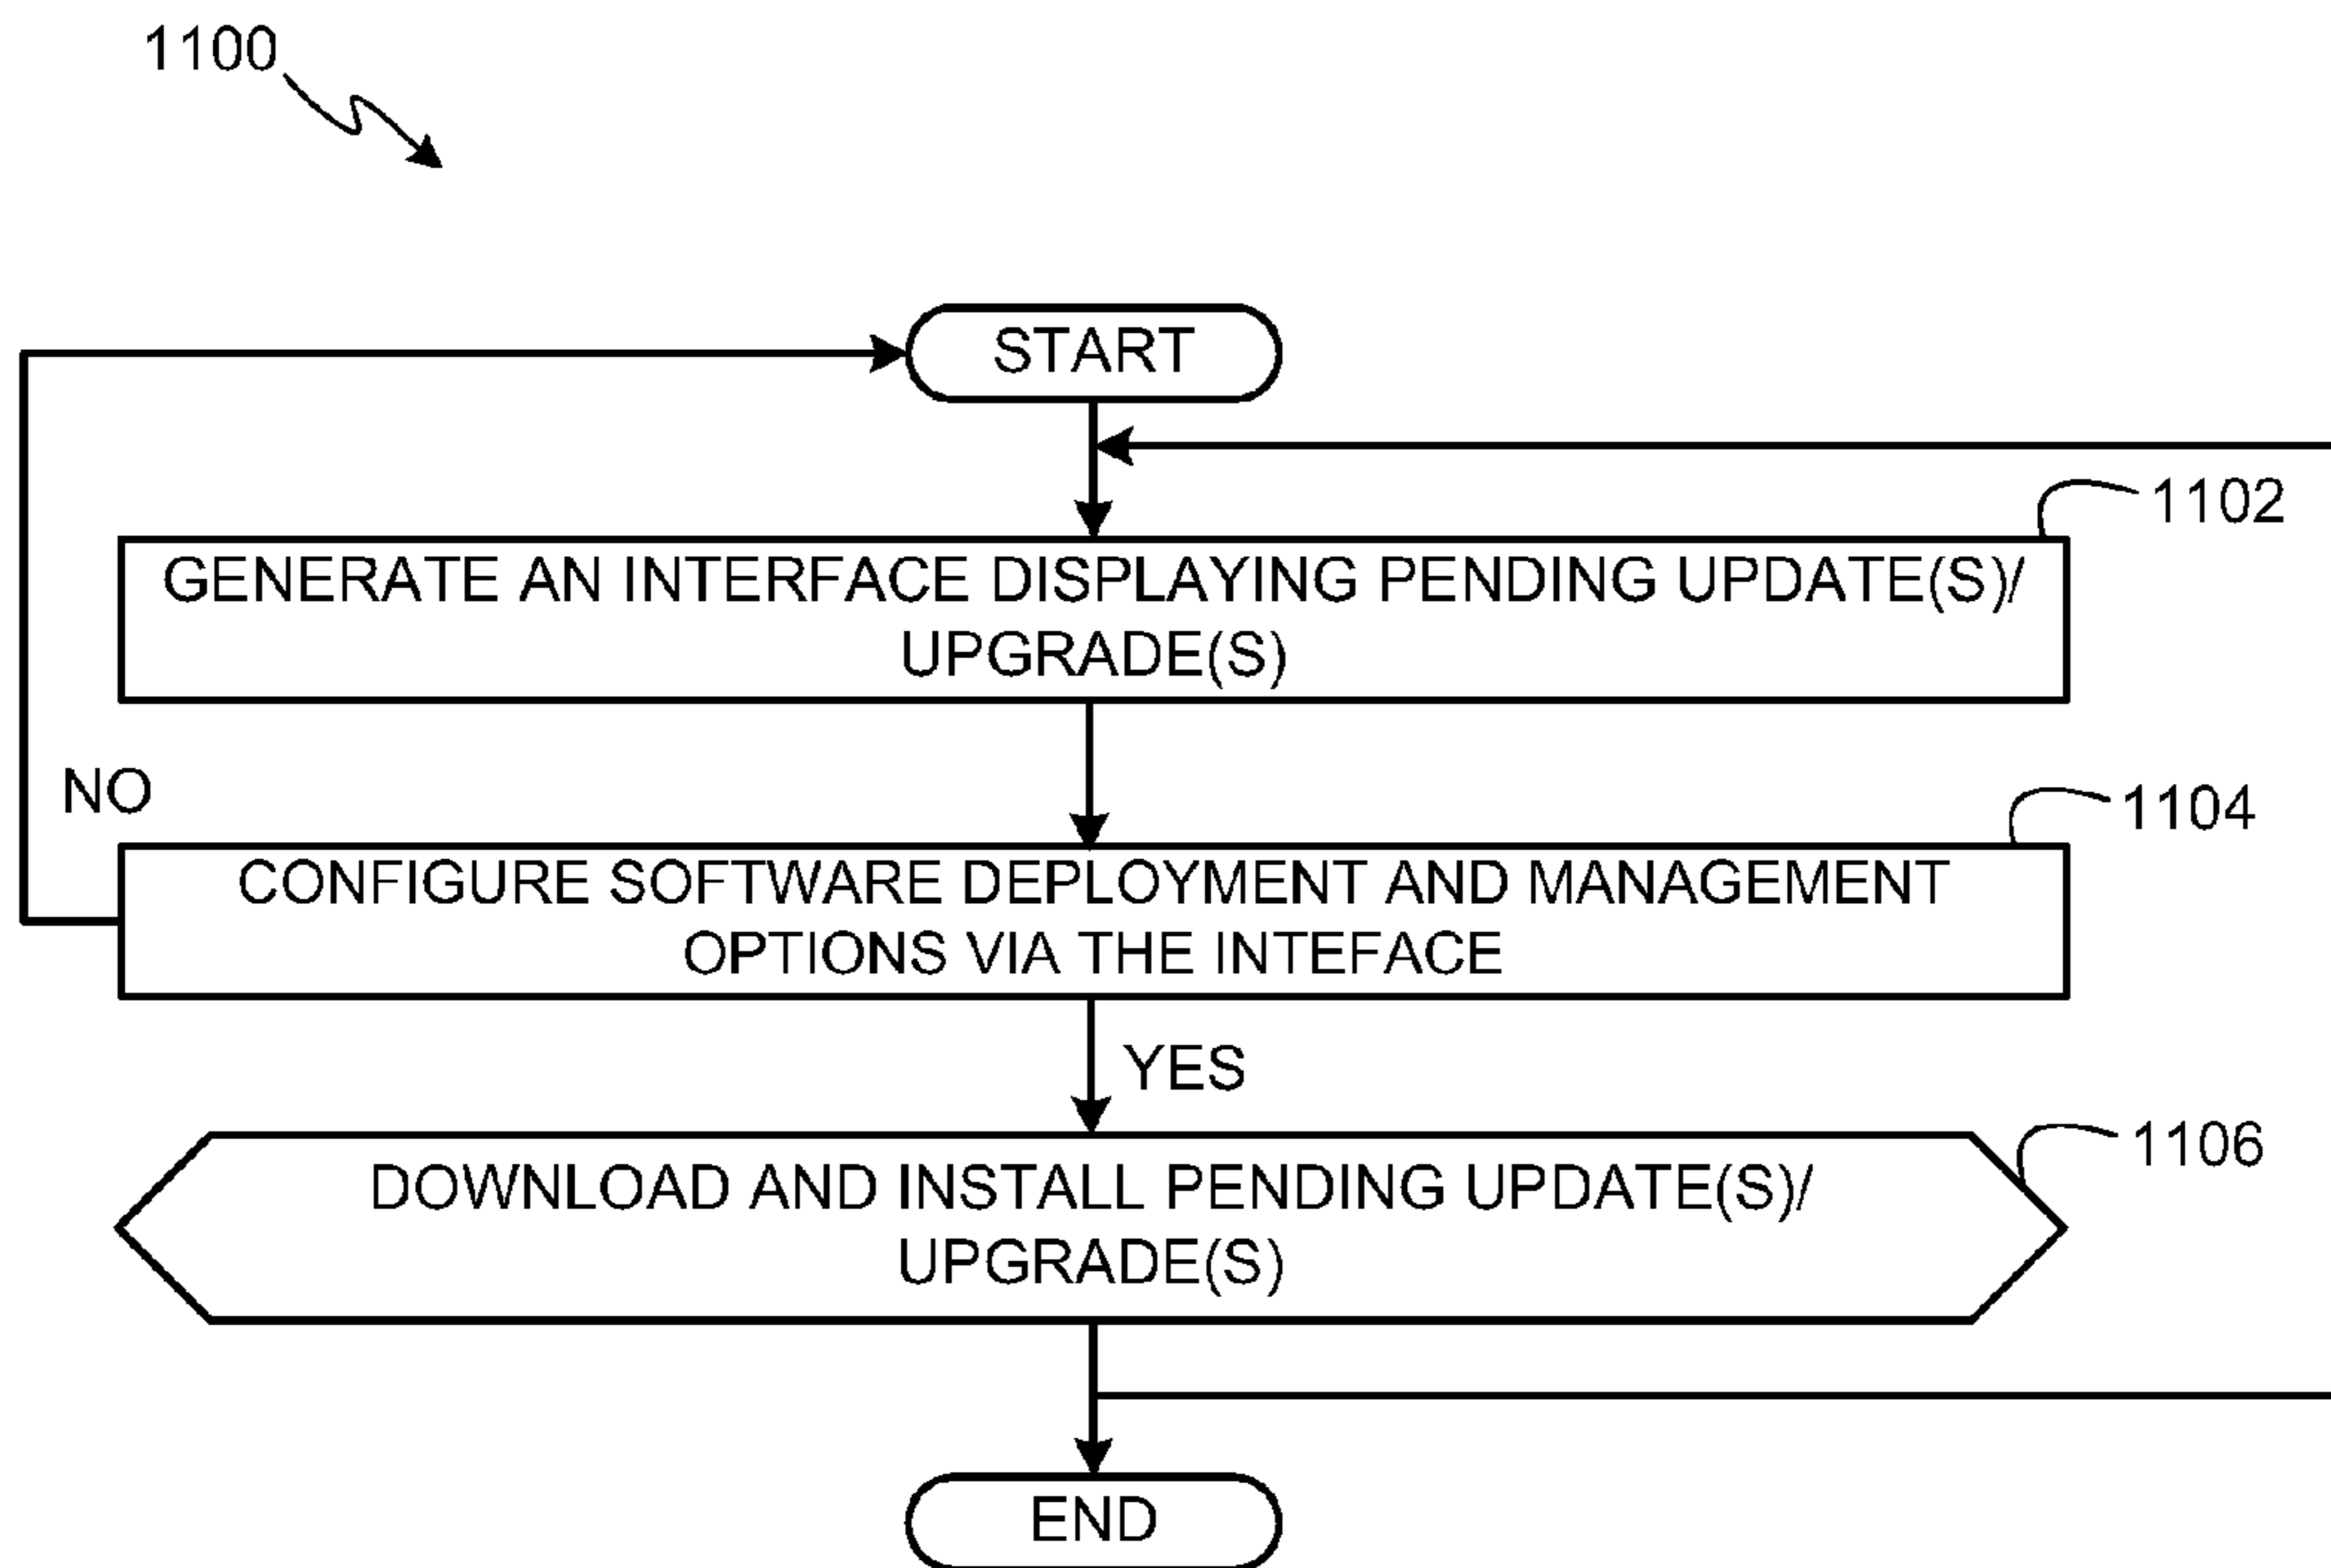 1100
START
1102
GENERATE AN INTERFACE DISPLAYING PENDING UPDATE(S)/
UPGRADE(S)
NO
1104
CONFIGURE SOFTWARE DEPLOYMENT AND MANAGEMENT
OPTIONS VIA THE INTEFACE
YES
1106
DOWNLOAD AND INSTALL PENDING UPDATE(S)/
UPGRADE(S)
END